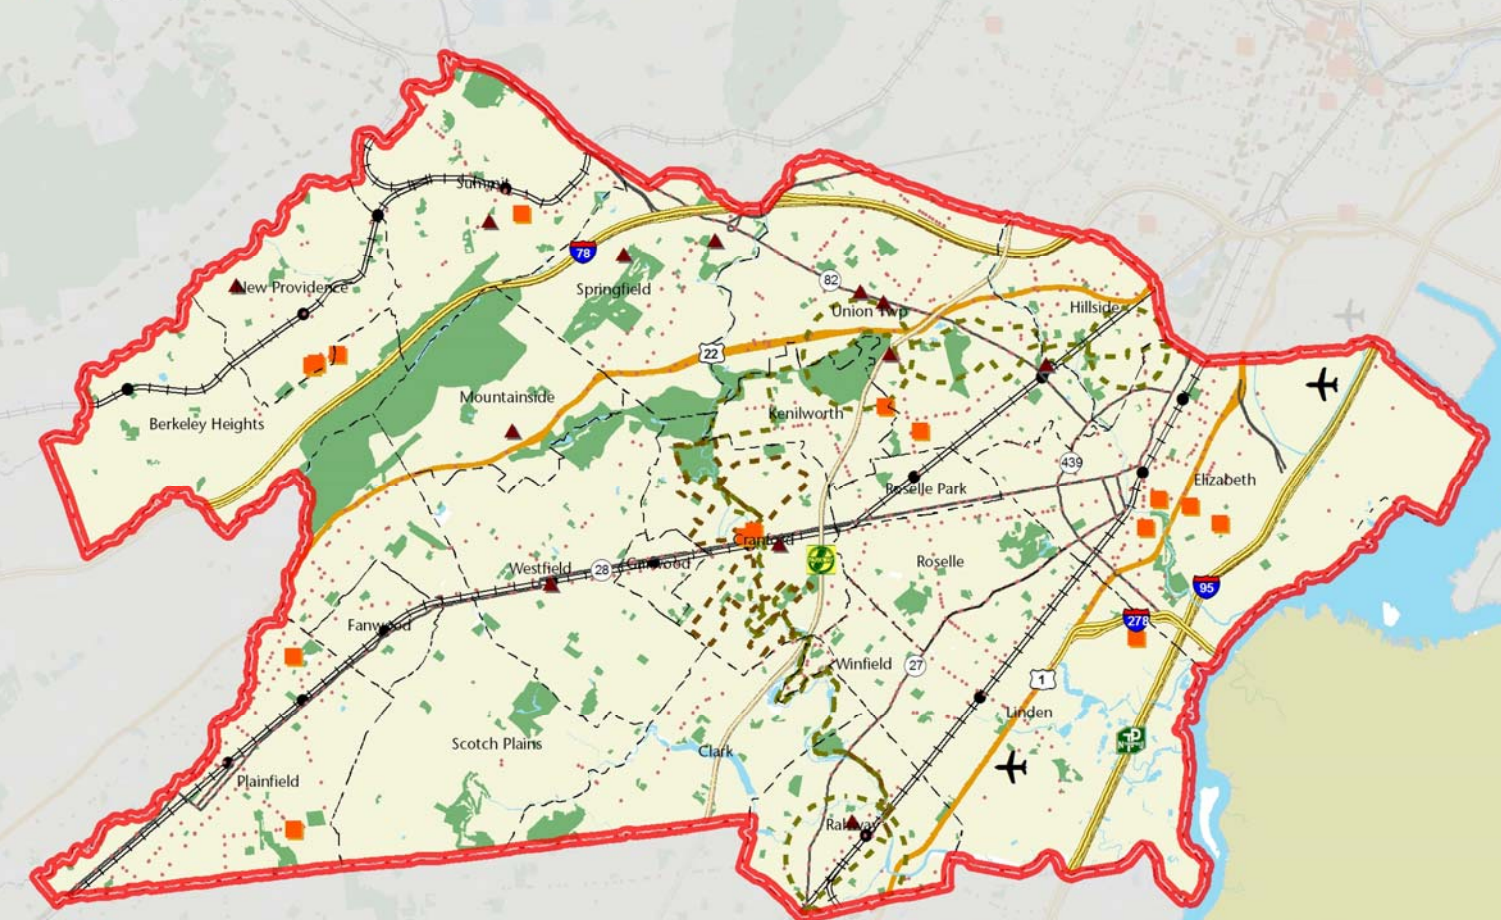 Summit
78
New Providence
Springfield
82
Union Twp
Hillside
22
Mountainside
Kenilworth
Berkeley Heights
439
Elizabeth
Roselle Park
Cranford
Westfield
28
Garwood
Roselle
95
278
Fanwood
Winfield
27
1
Linden
Scotch Plains
Clark
Plainfield
Rahway